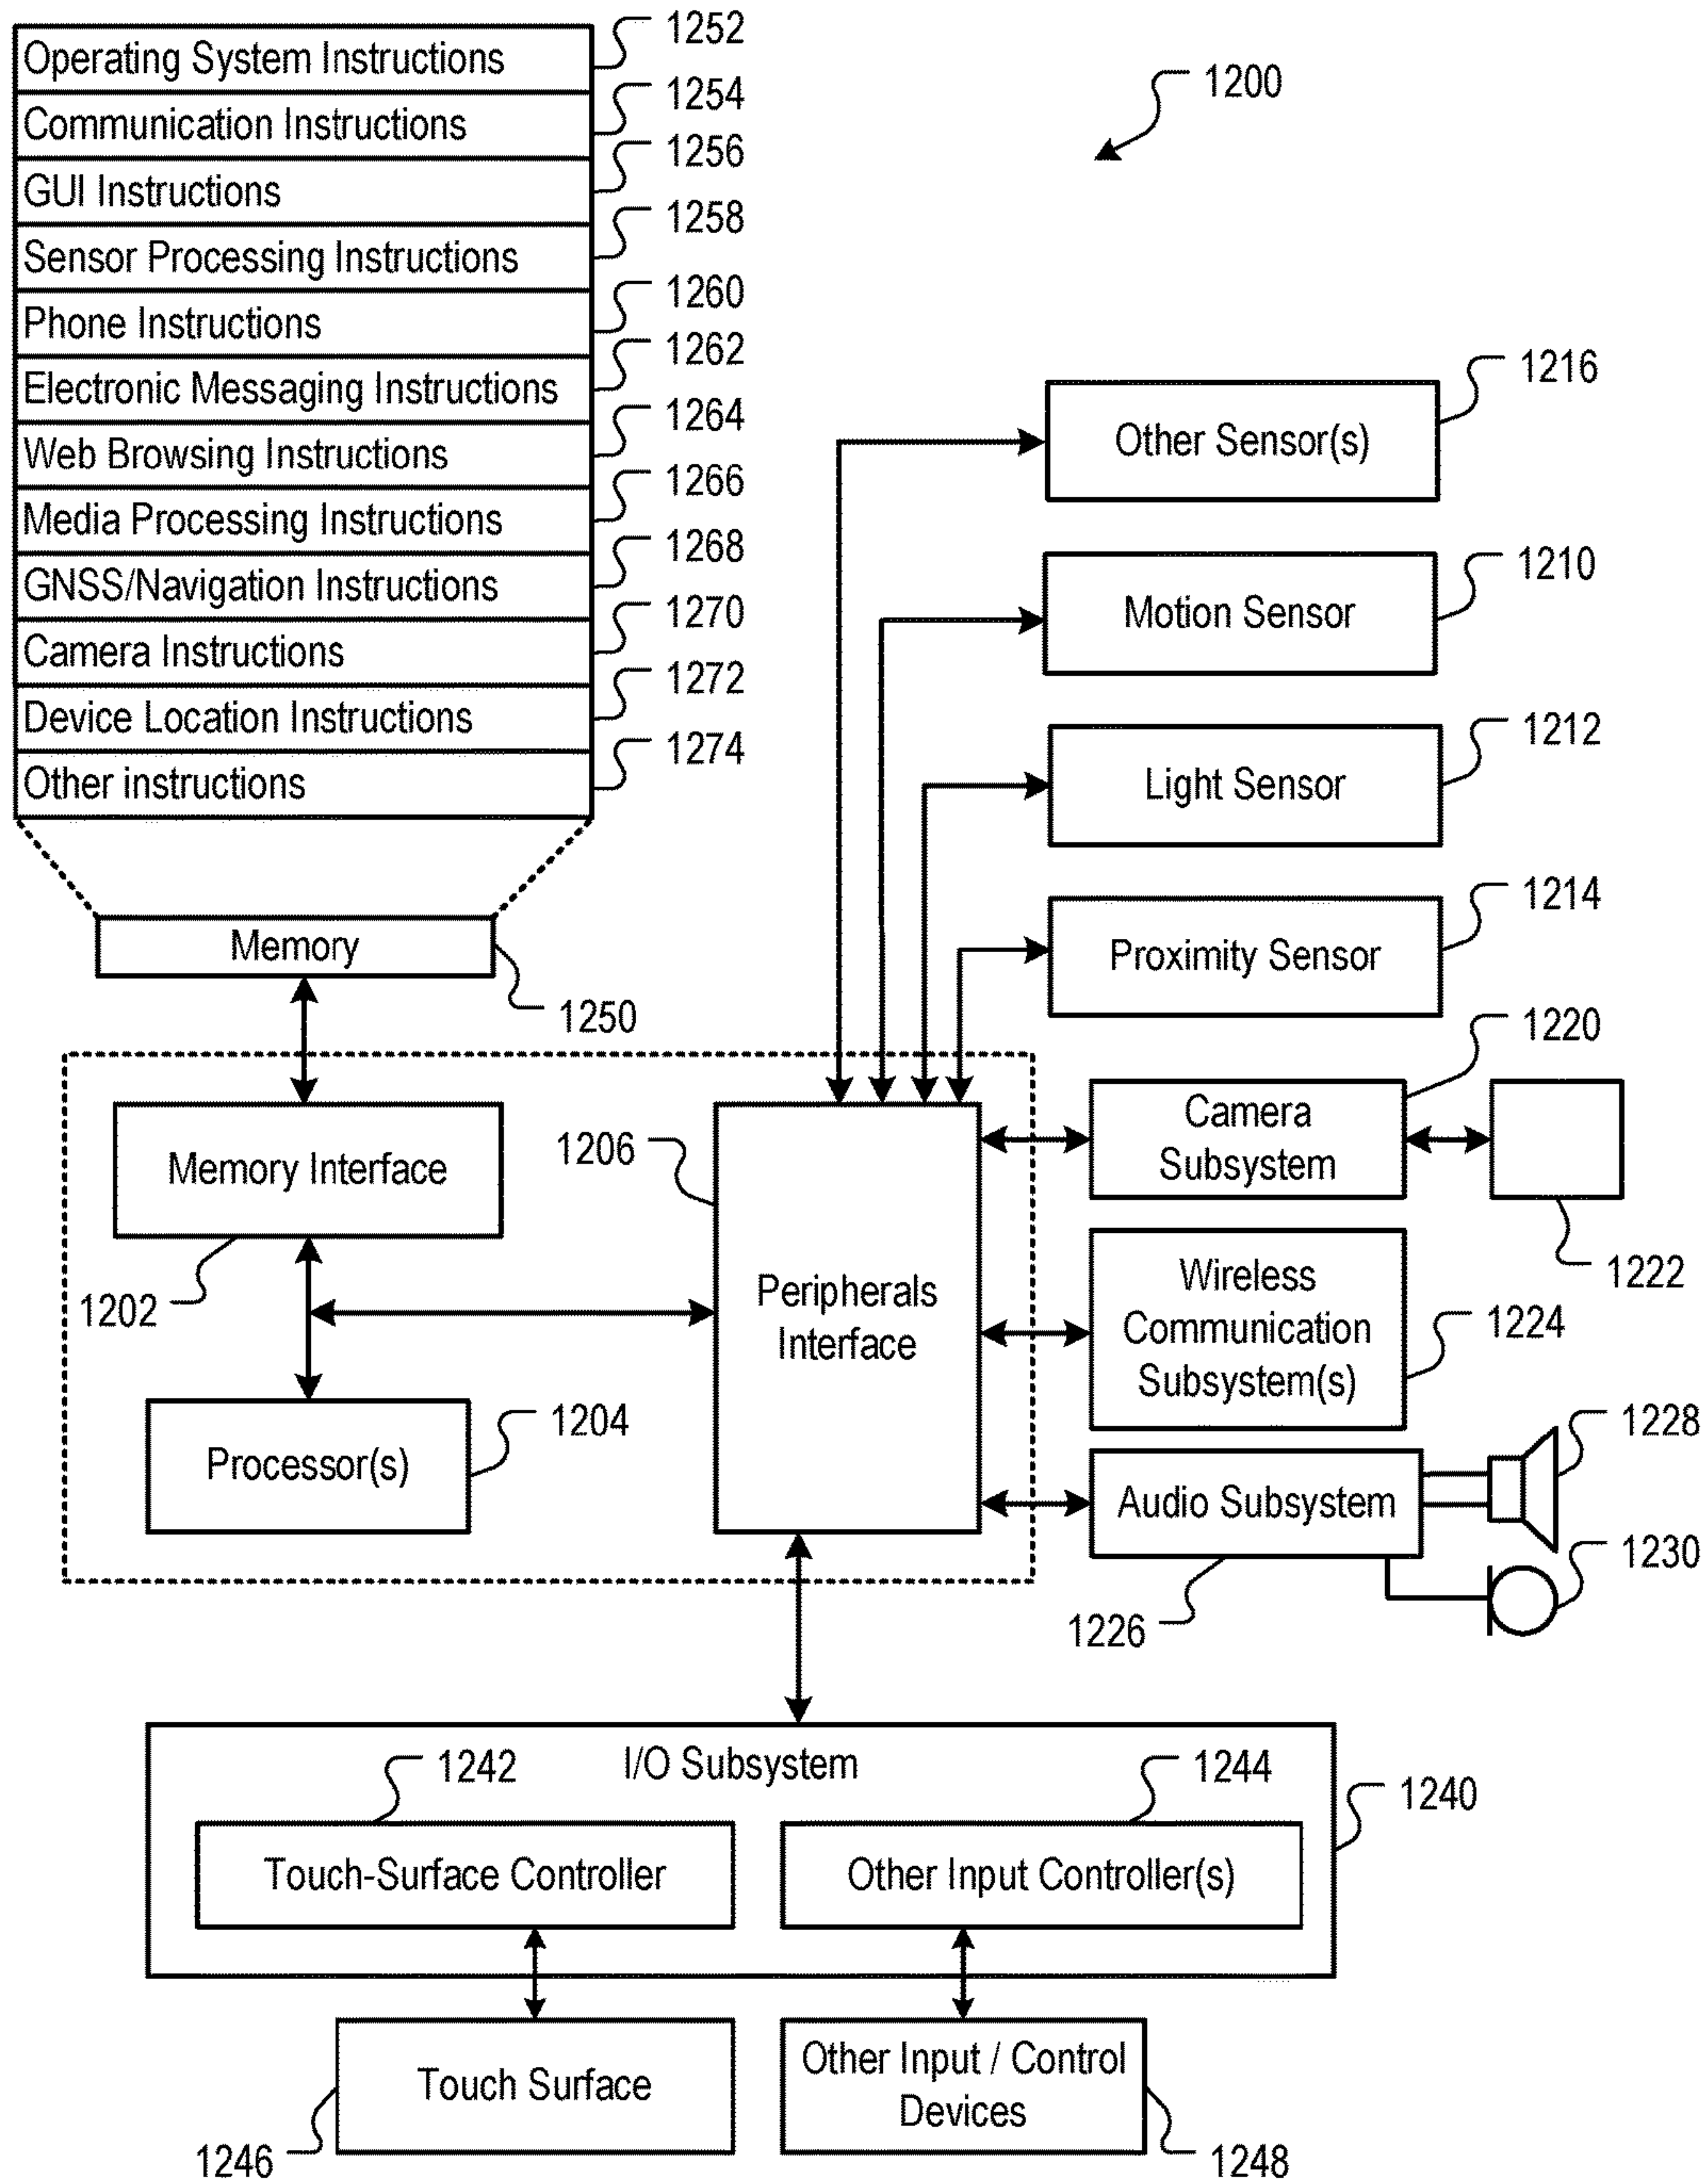 Operating System Instructions
1252
Communication Instructions
1254
GUI Instructions
1256
Sensor Processing Instructions
1258
Phone Instructions
1260
Electronic Messaging Instructions
1262
Web Browsing Instructions
1264
Media Processing Instructions
1266
GNSS/Navigation Instructions
1268
Camera Instructions
1270
Device Location Instructions
1272
Other instructions
1274
1200
Other Sensor(s)
1216
Motion Sensor
1210
Light Sensor
1212
Proximity Sensor
1214
Memory
1250
Memory Interface
1202
Processor(s)
1204
1206
Peripherals
Interface
Camera
Subsystem
1220
1222
Wireless
Communication
Subsystem(s)
1224
Audio Subsystem
1226
1228
1230
I/O Subsystem
1240
1242
Touch-Surface Controller
1244
Other Input Controller(s)
Touch Surface
1246
Other Input / Control
Devices
1248